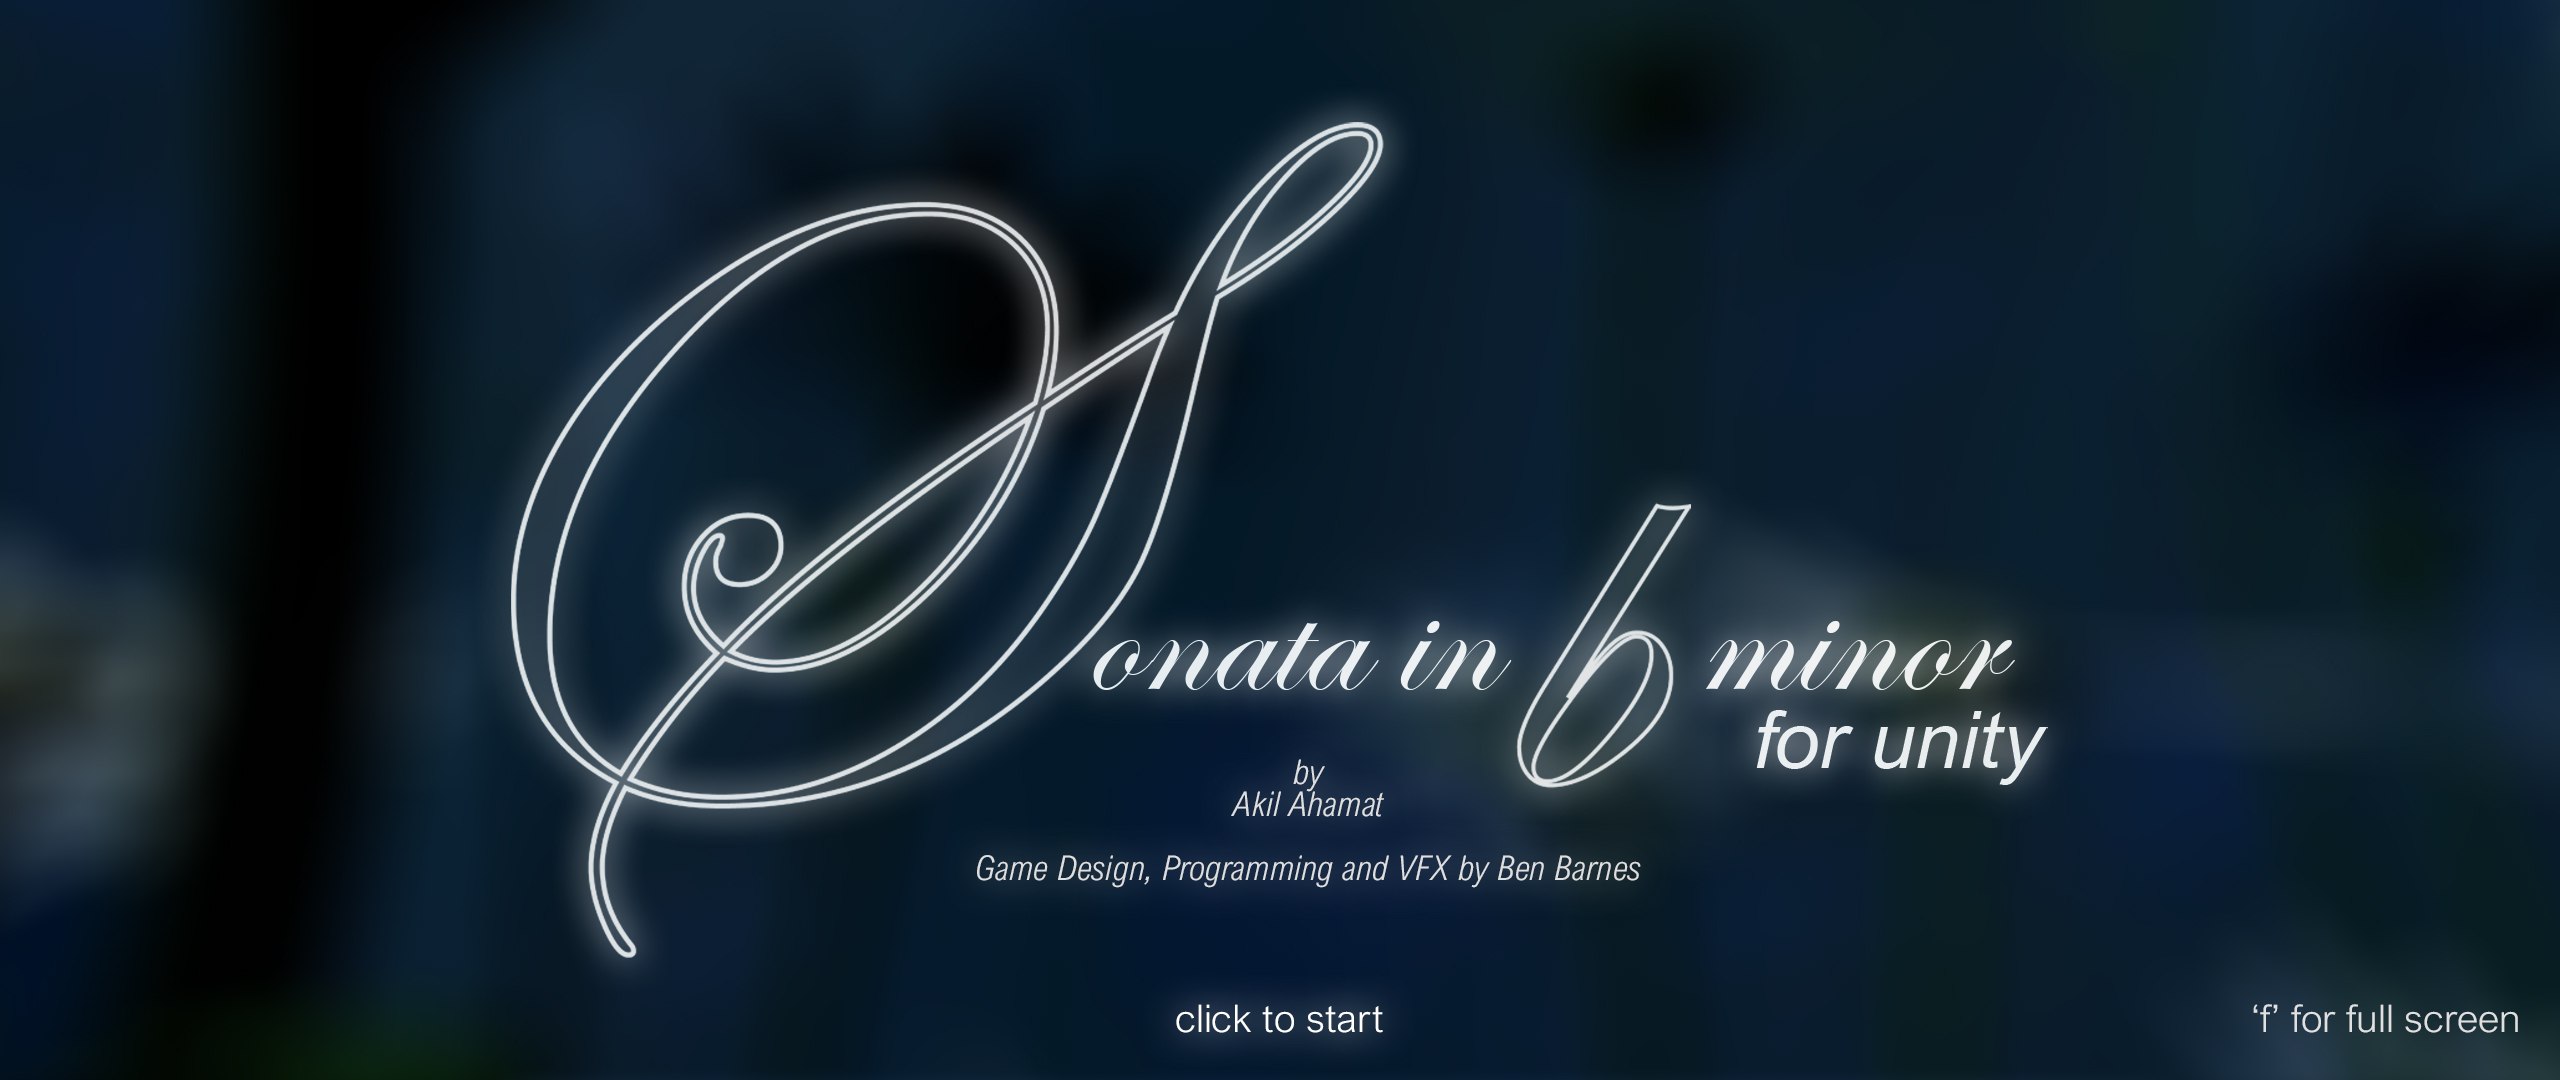 Sonata in b minor
for unity
by
Akil Ahamat
Game Design, Programming and VFX by Ben Barnes
click to start
‘f’ for full screen